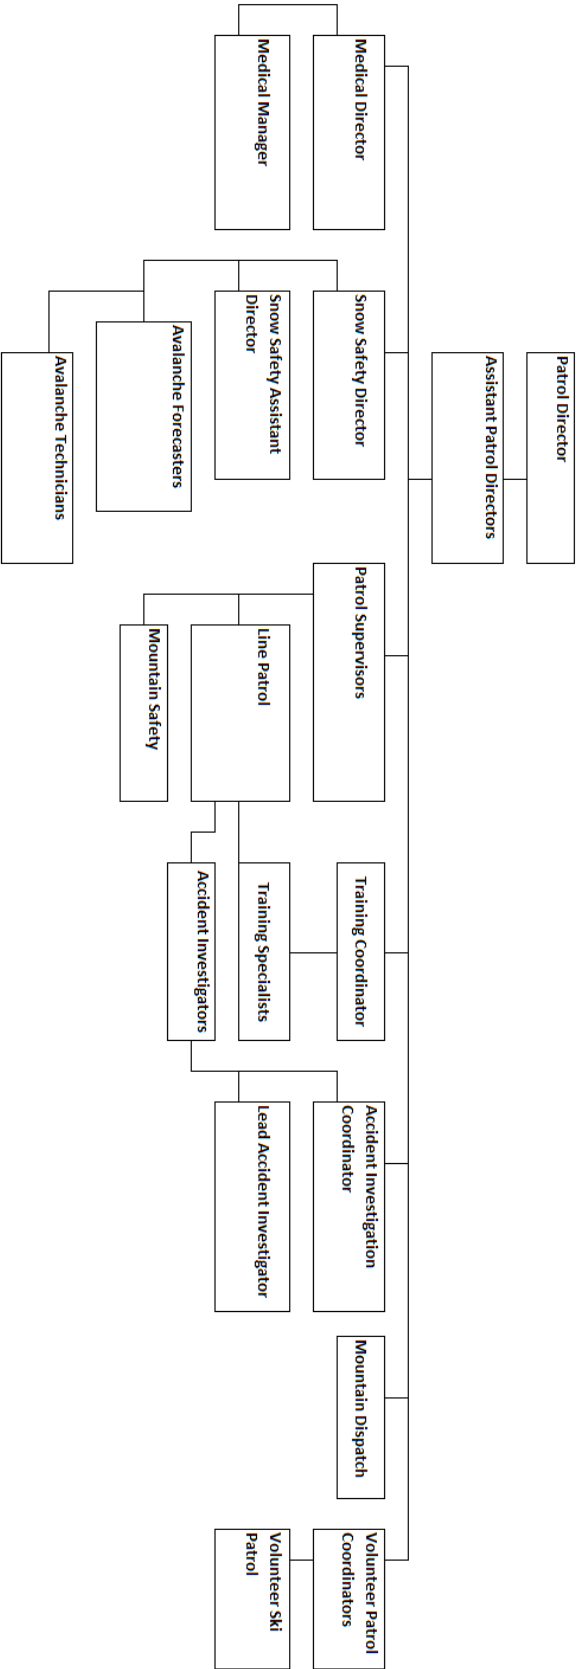 Patrol Director
Assistant Patrol Directors
Medical Director
Snow Safety Director
Patrol Supervisors
Training Coordinator
Accident Investigation
Coordinator
Mountain Dispatch
Volunteer Patrol
Coordinators
Medical Manager
Snow Safety Assistant
Director
Line Patrol
Training Specialists
Lead Accident Investigator
Volunteer Ski
Patrol
Avalanche Forecasters
Mountain Safety
Accident Investigators
Avalanche Technicians